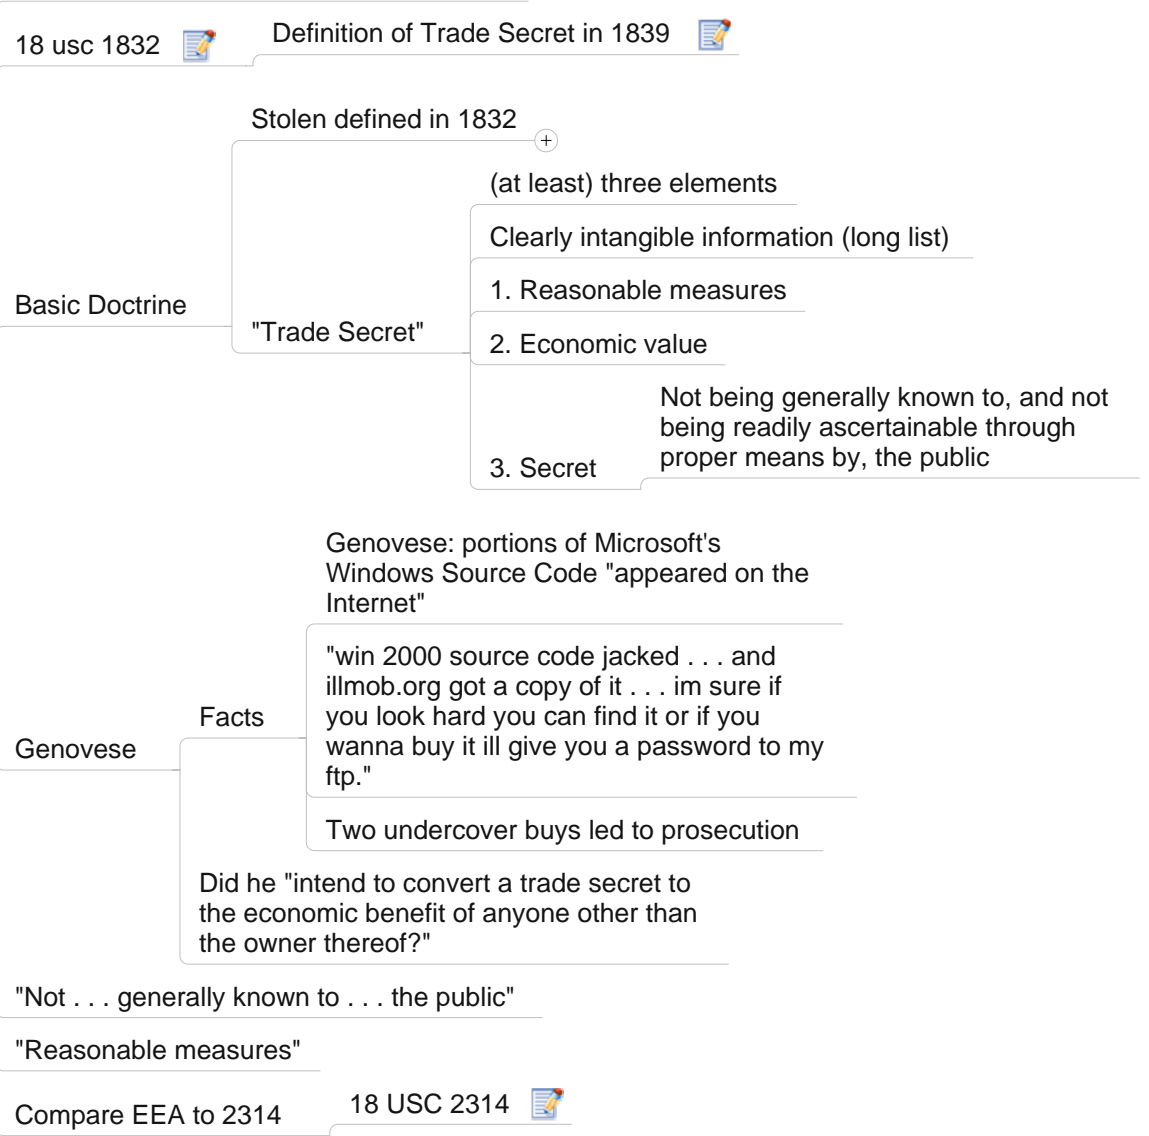 18 usc 1832
Definition of Trade Secret in 1839
Basic Doctrine
Stolen defined in 1832
"Trade Secret"
(at least) three elements
Clearly intangible information (long list)
1. Reasonable measures
2. Economic value
3. Secret
Not being generally known to, and not
being readily ascertainable through
proper means by, the public
Genovese
Facts
Genovese: portions of Microsoft's
Windows Source Code "appeared on the
Internet"
"win 2000 source code jacked . . . and
illmob.org got a copy of it . . . im sure if
you look hard you can find it or if you
wanna buy it ill give you a password to my
ftp."
Two undercover buys led to prosecution
Did he "intend to convert a trade secret to
the economic benefit of anyone other than
the owner thereof?"
"Not . . . generally known to . . . the public"
"Reasonable measures"
Compare EEA to 2314
18 USC 2314